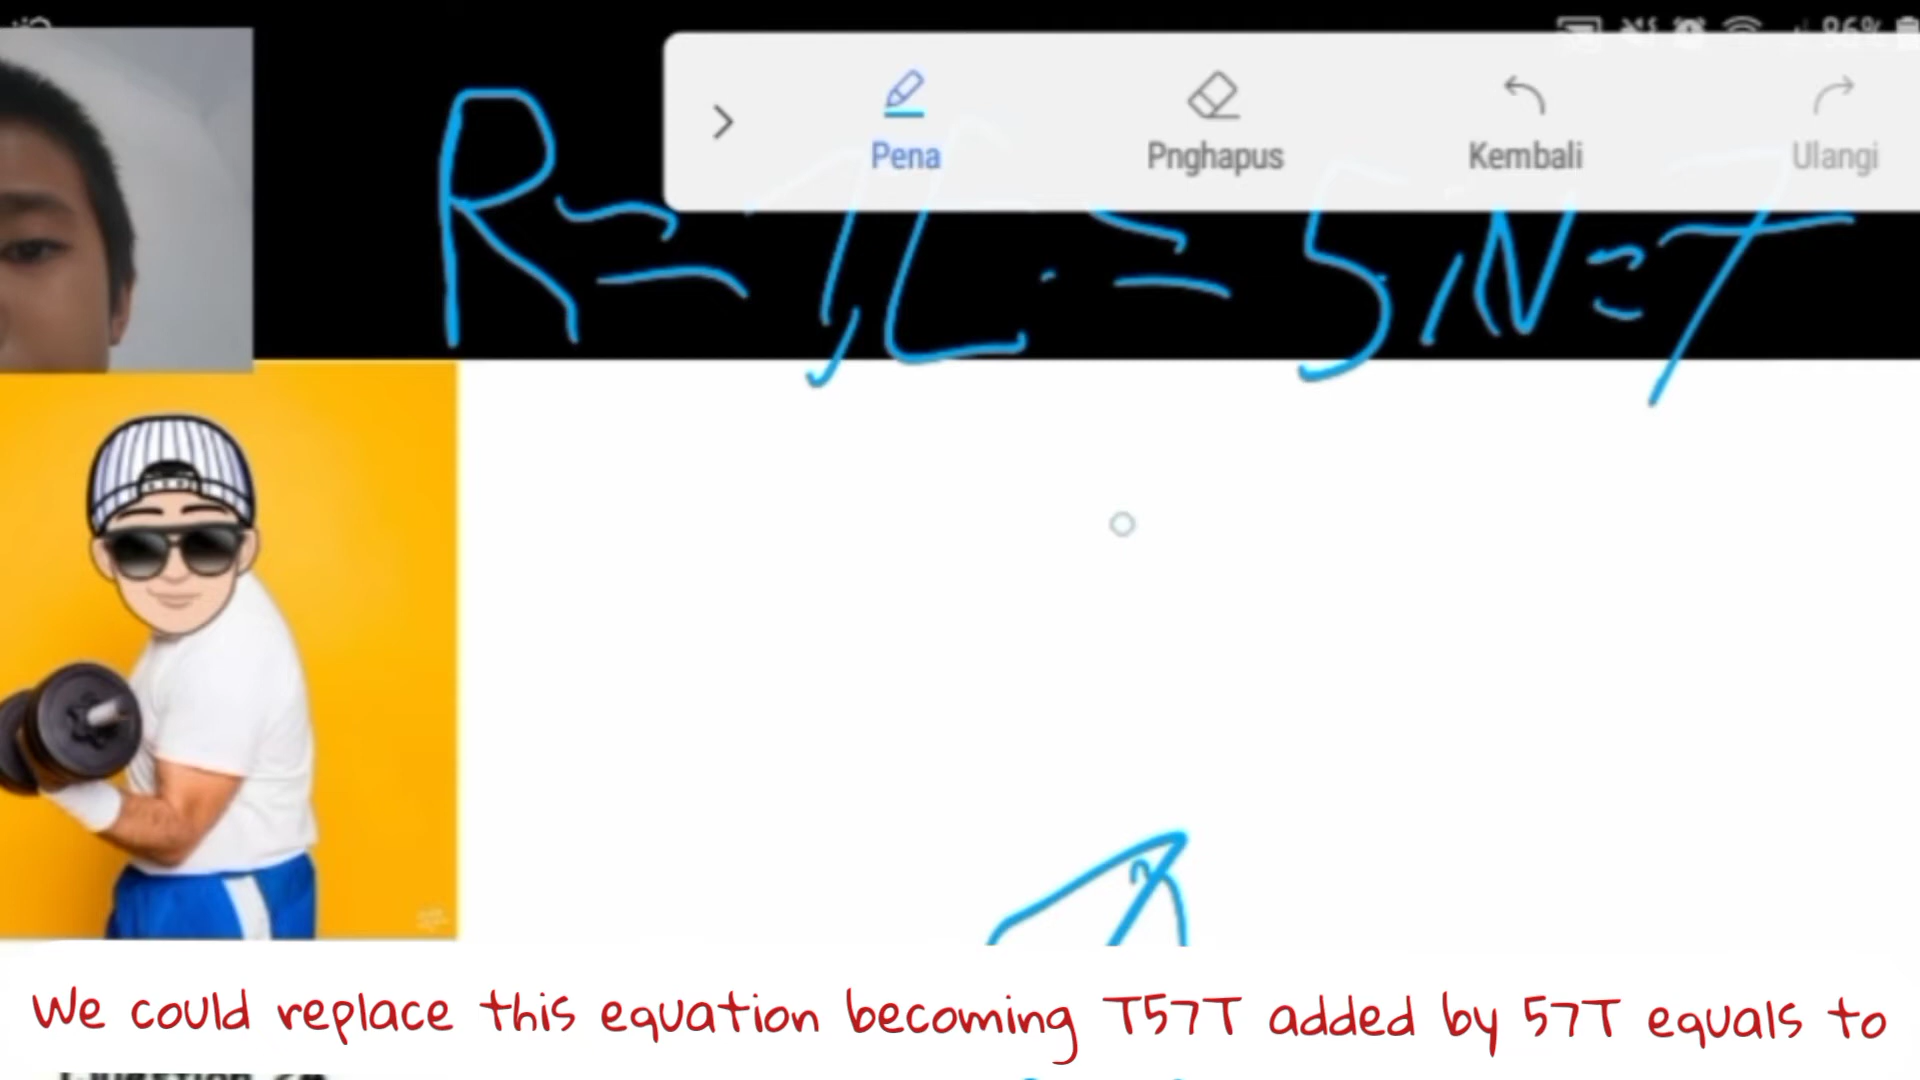 86%
Pena Pnghapus Kembali Ulangi
R = 1, E = 5, N = 7
We could replace this equation becoming T57T added by 57T equals to